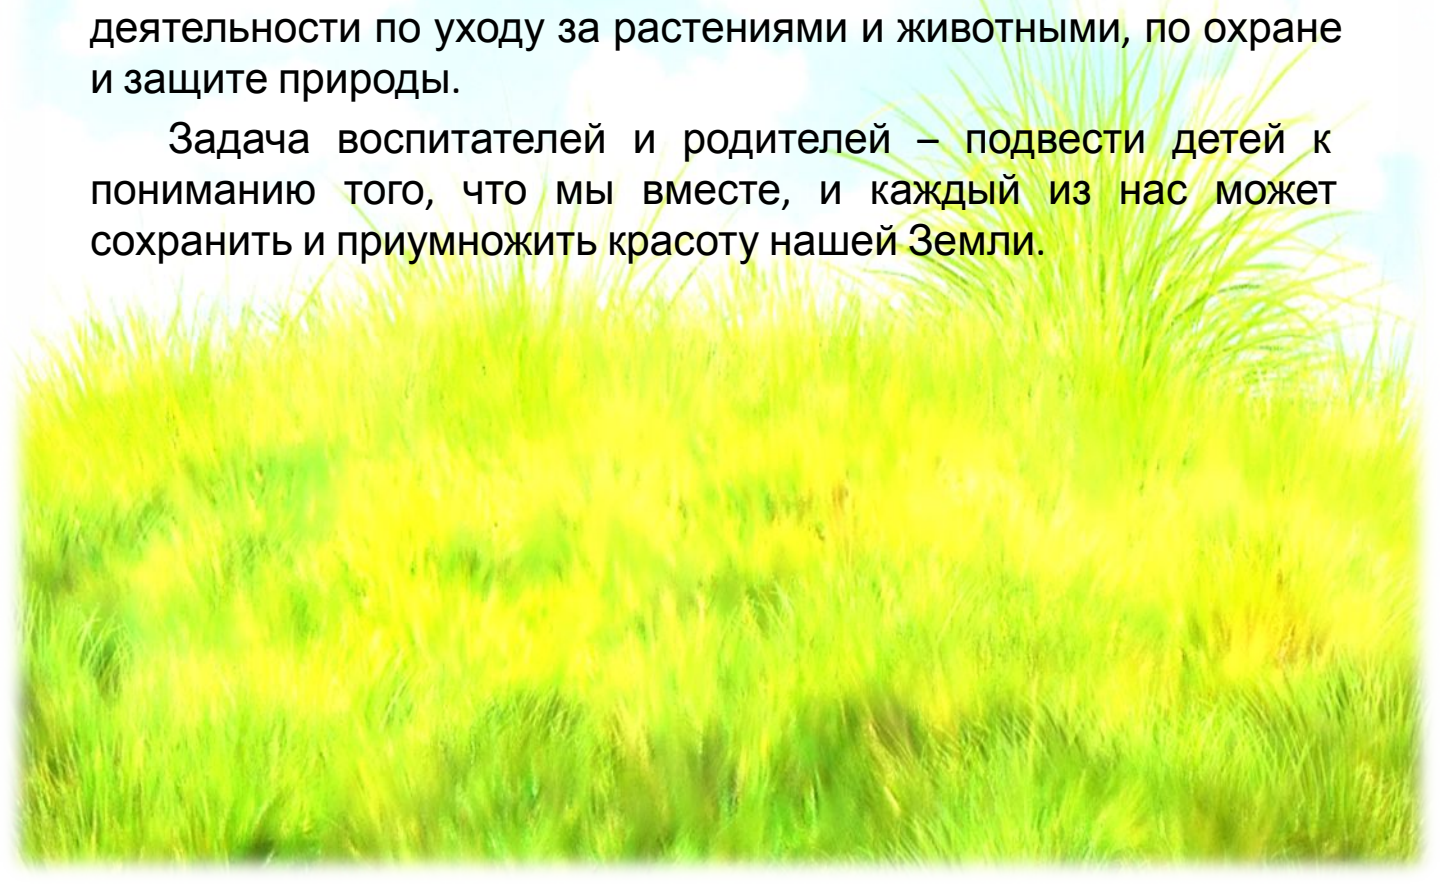 деятельности по уходу за растениями и животными, по охране
и защите природы.
Задача воспитателей и родителей – подвести детей к
пониманию того, что мы вместе, и каждый из нас может
сохранить и приумножить красоту нашей Земли.